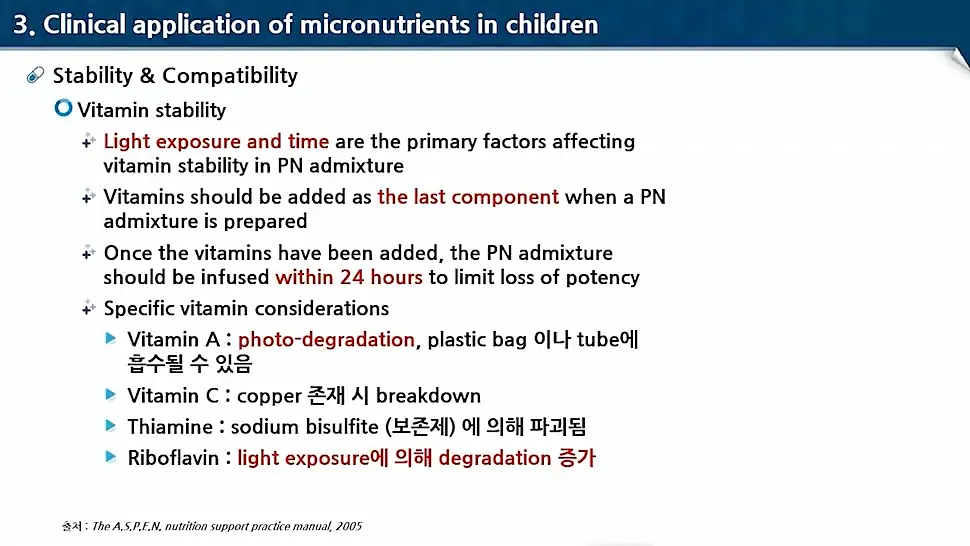 3. Clinical application of micronutrients in children
Stability & Compatibility
Vitamin stability
Light exposure and time are the primary factors affecting
vitamin stability in PN admixture
Vitamins should be added as the last component when a PN
admixture is prepared
Once the vitamins have been added, the PN admixture
should be infused within 24 hours to limit loss of potency
Specific vitamin considerations
Vitamin A : photo-degradation, plastic bag 이나 tube에
흡수될 수 있음
Vitamin C : copper 존재 시 breakdown
Thiamine : sodium bisulfite (보존제) 에 의해 파괴됨
Riboflavin : light exposure에 의해 degradation 증가
출처 : The A.S.P.E.N. nutrition support practice manual, 2005